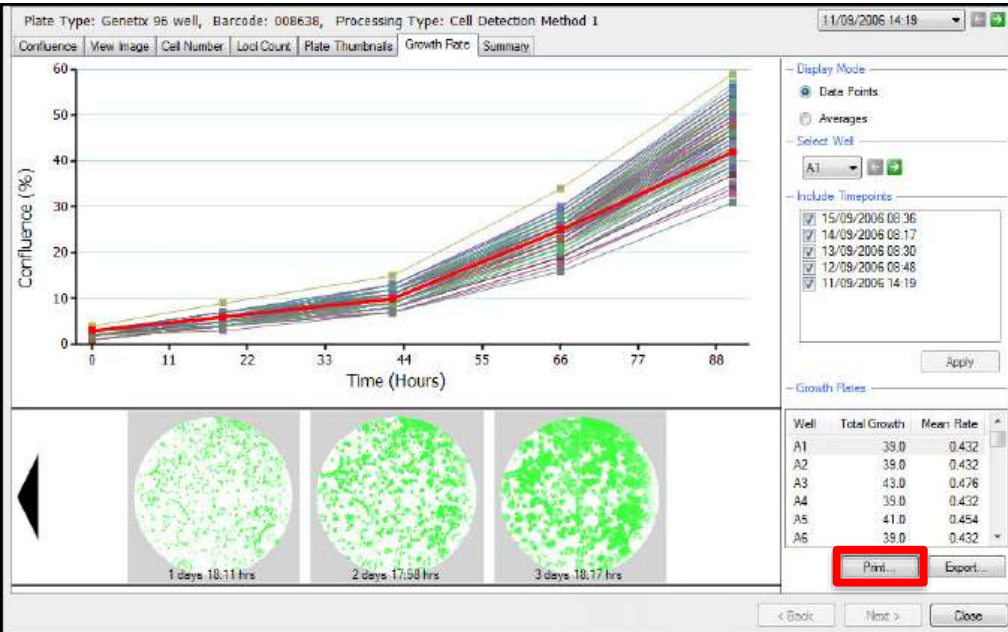 Plate Type: Genetix 96 well, Barcode: 008638, Processing Type: Cell Detection Method 1
11/09/2006 14:19
Confluence View Image Cell Number Loci Count Plate Thumbnails Growth Rate Summary
60
50
40
30
20
10
0
Confluence (%)
0 11 22 33 44 55 66 77 88
Time (Hours)
1 days 18:11 hrs
2 days 17:58 hrs
3 days 18:17 hrs
Display Mode
Data Points
Averages
Select Well
A1
Include Timepoints
15/09/2006 08:36
14/09/2006 08:17
13/09/2006 08:30
12/09/2006 08:48
11/09/2006 14:19
Apply
Growth Rates
Well Total Growth Mean Rate
A1 39.0 0.432
A2 39.0 0.432
A3 43.0 0.476
A4 39.0 0.432
A5 41.0 0.454
A6 39.0 0.432
Print... Export...
< Back Next > Close